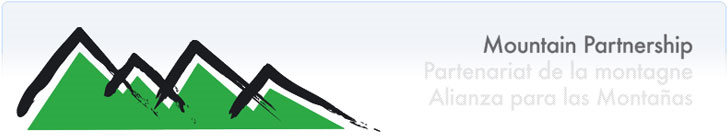 Mountain Partnership
Partenariat de la montagne
Alianza para las Montañas